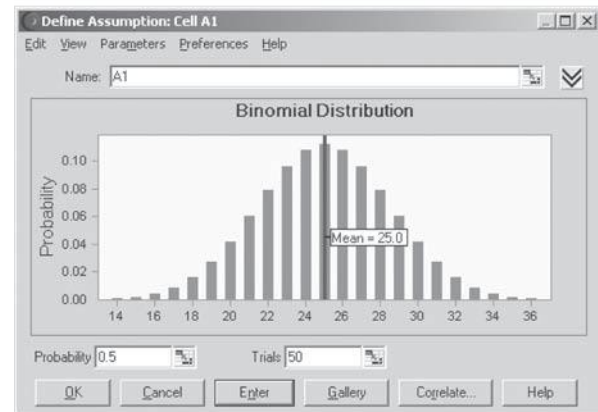 Define Assumption: Cell A1
Edit View Parameters Preferences Help
Name: A1
Binomial Distribution
Probability
0.10
0.08
0.06
0.04
0.02
0.00
Mean = 25.0
14 16 18 20 22 24 26 28 30 32 34 36
Probability 0.5 Trials 50
OK Cancel Enter Gallery Correlate... Help